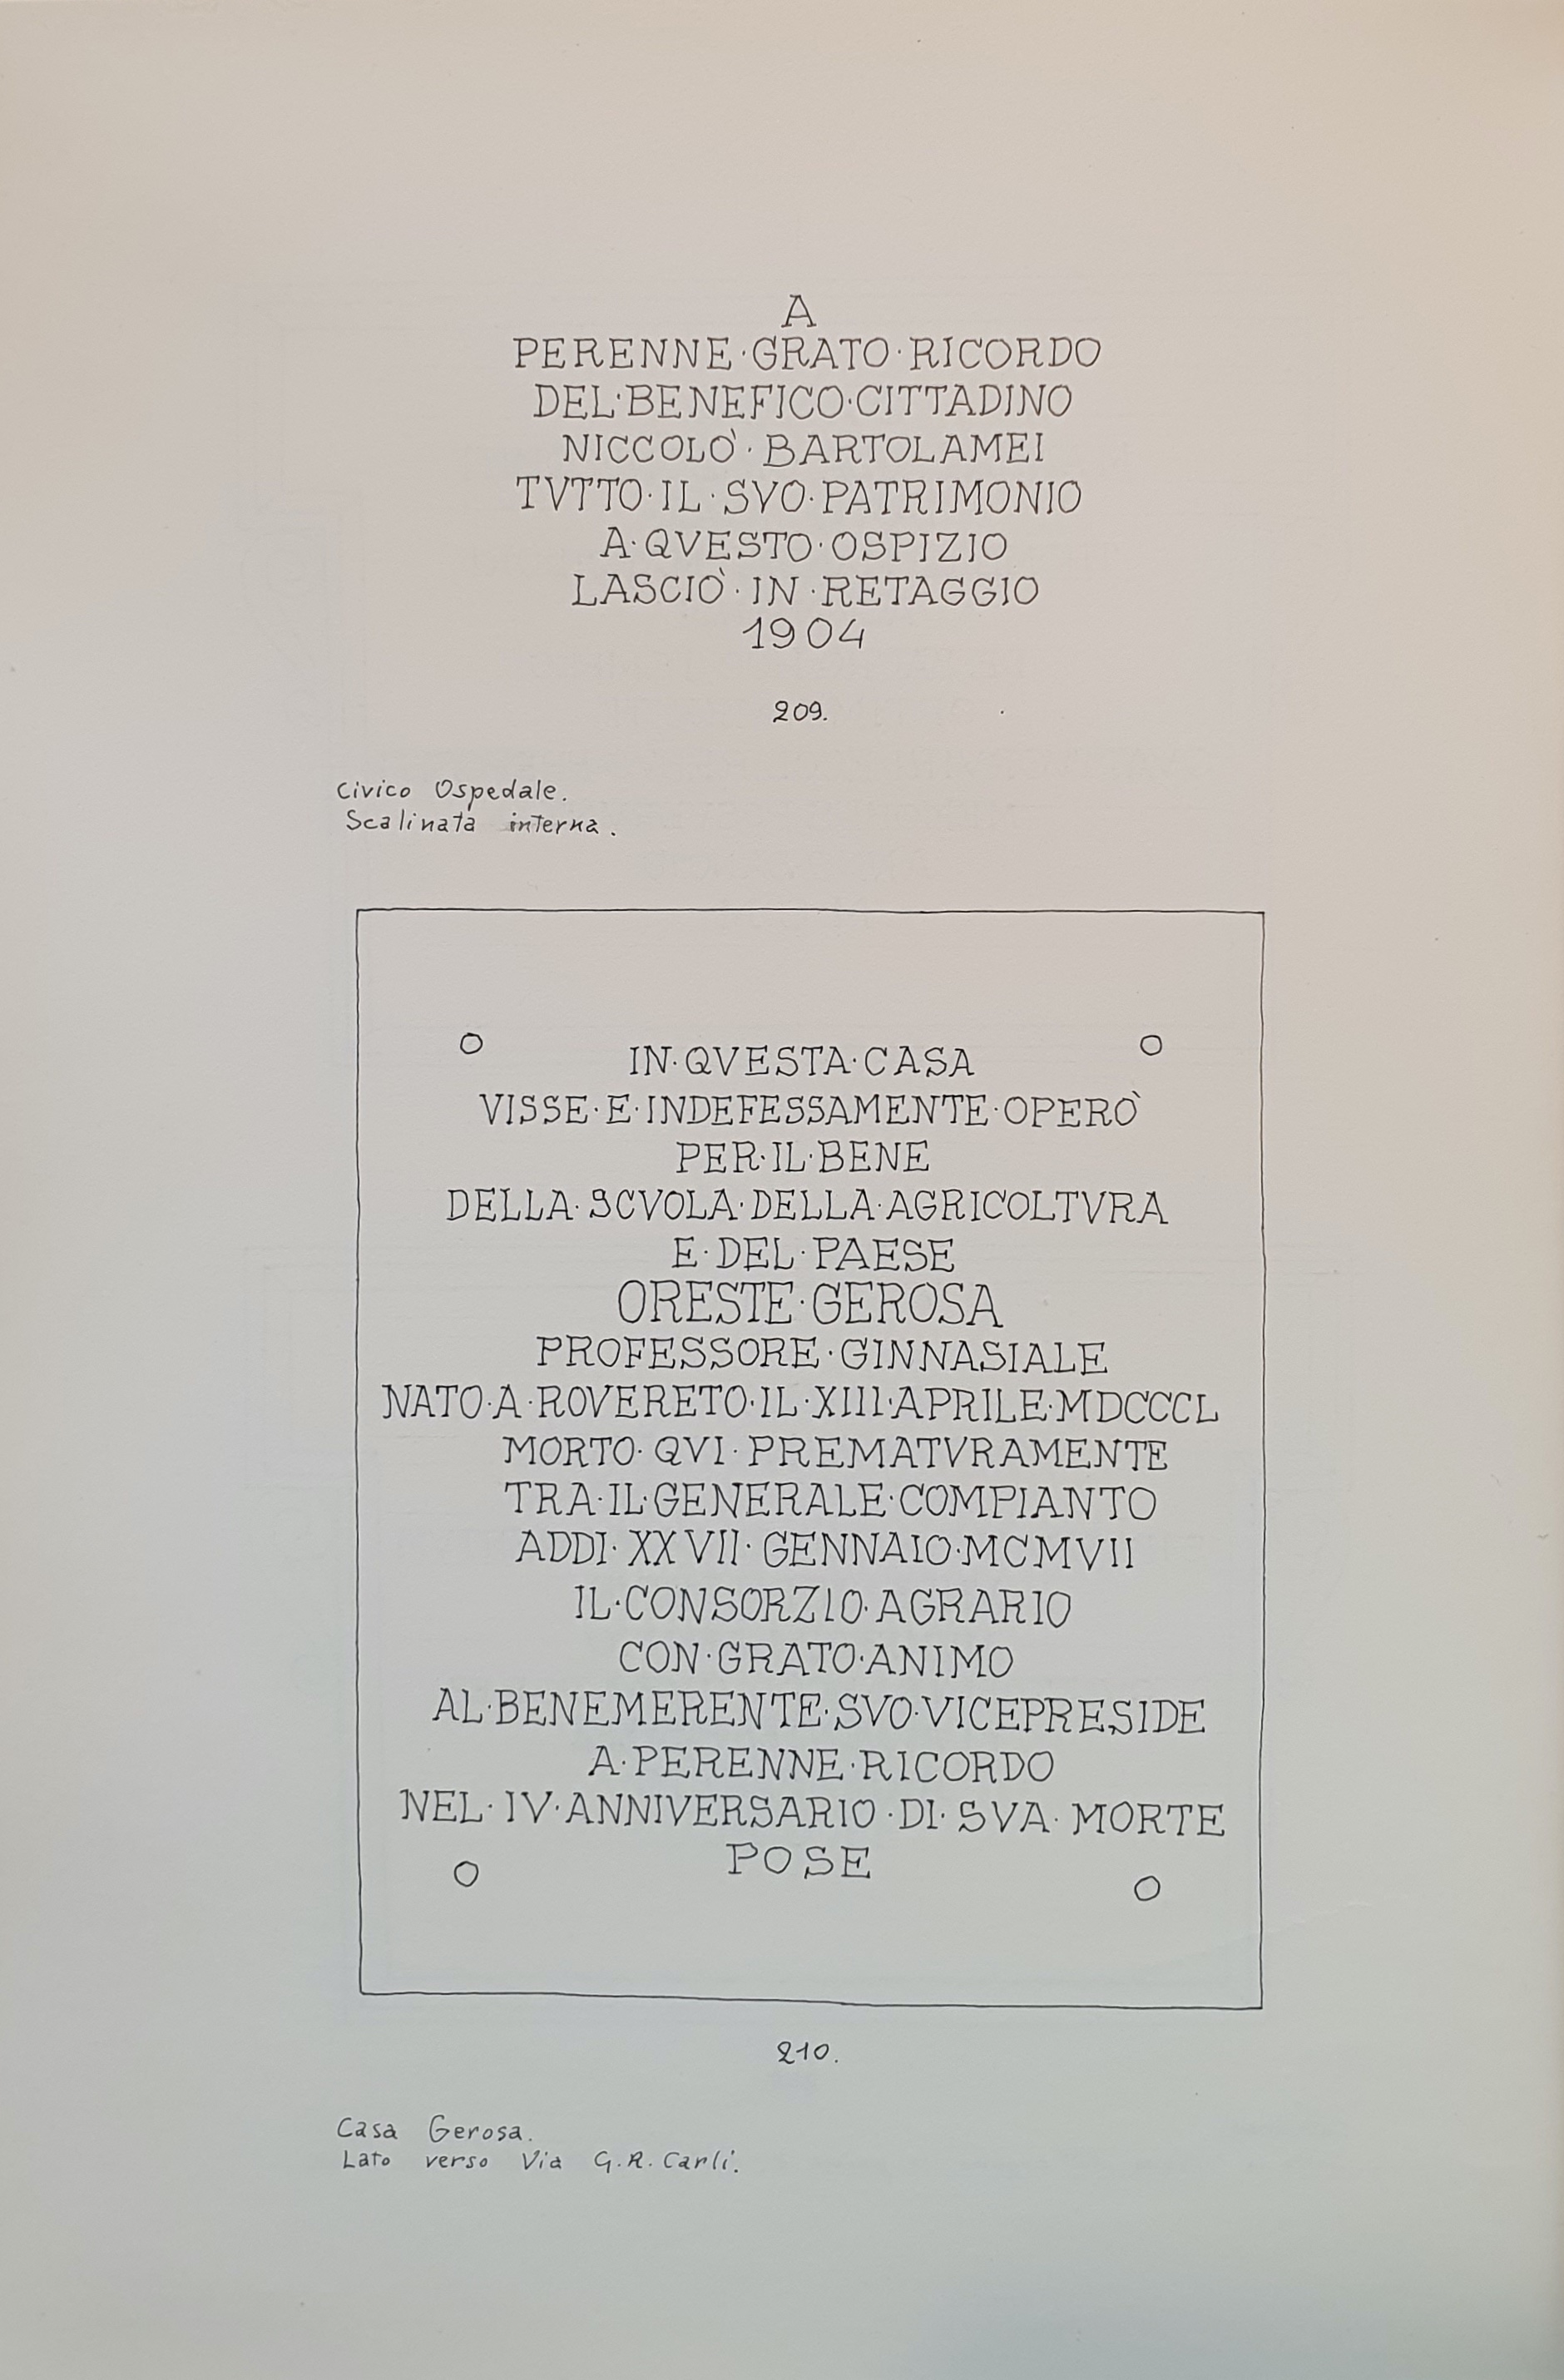 A
PERENNE·GRATO·RICORDO
DEL·BENEFICO·CITTADINO
NICCOLÒ·BARTOLAMEI
TVTTO·IL·SVO·PATRIMONIO
A·QVESTO·OSPIZIO
LASCIÒ·IN·RETAGGIO
1904
209.
Civico Ospedale.
Scalinata interna.
IN·QVESTA·CASA
VISSE·E·INDEFESSAMENTE·OPERÒ
PER·IL·BENE
DELLA·SCVOLA·DELLA·AGRICOLTVRA
E·DEL·PAESE
ORESTE·GEROSA
PROFESSORE·GINNASIALE
NATO·A·ROVERETO·IL·XIII·APRILE·MDCCCL
MORTO·QVI·PREMATVRAMENTE
TRA·IL·GENERALE·COMPIANTO
ADDI·XXVII·GENNAIO·MCMVII
IL·CONSORZIO·AGRARIO
CON·GRATO·ANIMO
AL·BENEMERENTE·SVO·VICEPRESIDE
A·PERENNE·RICORDO
NEL·IV·ANNIVERSARIO·DI·SVA·MORTE
POSE
210.
Casa Gerosa.
Lato verso Via G.R.Carli.